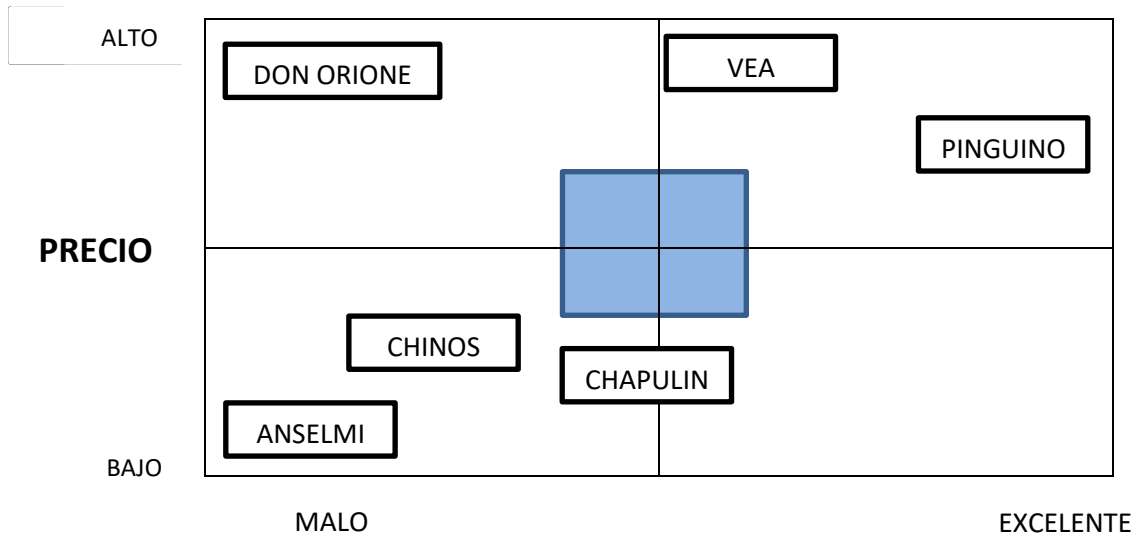 ALTO
DON ORIONE
VEA
PINGUINO
PRECIO
CHINOS
CHAPULIN
ANSELMI
BAJO
MALO
EXCELENTE